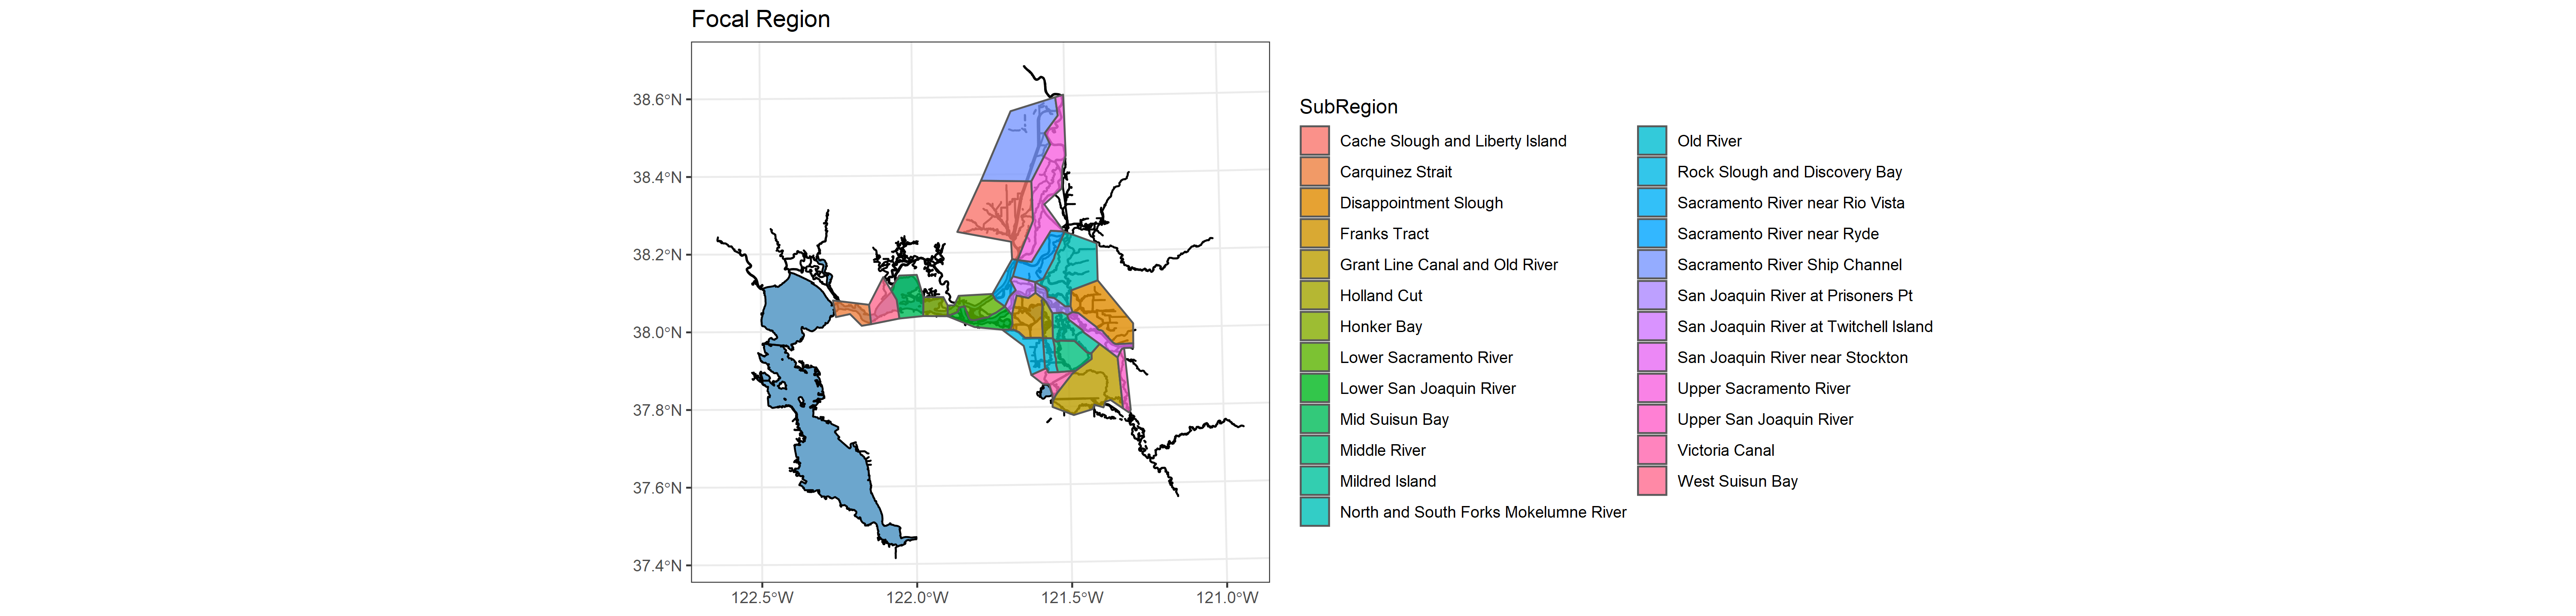 Focal Region
38.6°N
38.4°N
38.2°N
38.0°N
37.8°N
37.6°N
37.4°N
122.5°W
122.0°W
121.5°W
121.0°W
SubRegion
Cache Slough and Liberty Island
Carquinez Strait
Disappointment Slough
Franks Tract
Grant Line Canal and Old River
Holland Cut
Honker Bay
Lower Sacramento River
Lower San Joaquin River
Mid Suisun Bay
Middle River
Mildred Island
North and South Forks Mokelumne River
Old River
Rock Slough and Discovery Bay
Sacramento River near Rio Vista
Sacramento River near Ryde
Sacramento River Ship Channel
San Joaquin River at Prisoners Pt
San Joaquin River at Twitchell Island
San Joaquin River near Stockton
Upper Sacramento River
Upper San Joaquin River
Victoria Canal
West Suisun Bay